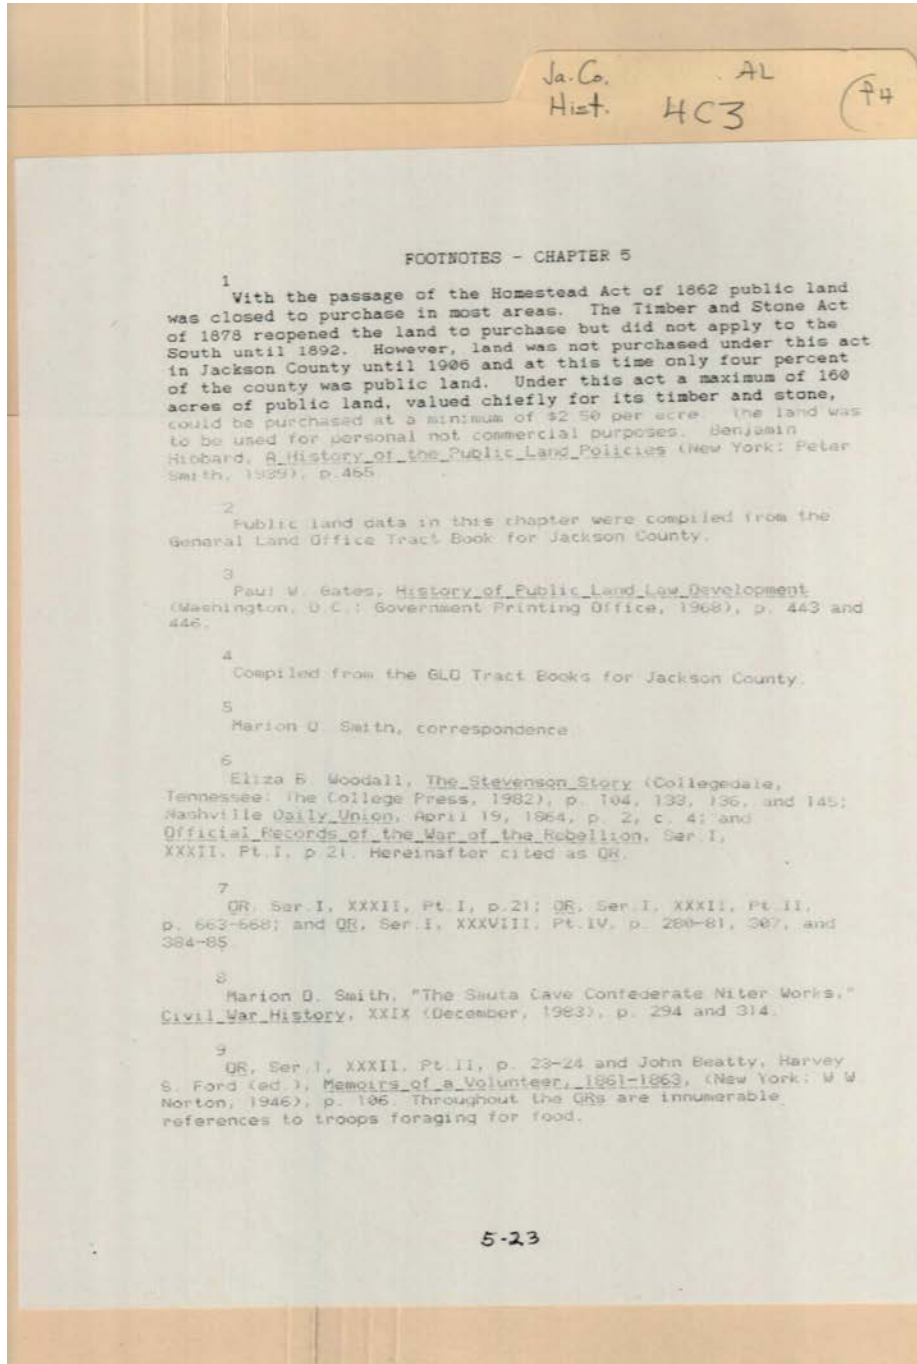 Ja. Co. AL
Hist. 4C3 (P4
FOOTNOTES - CHAPTER 5
1
With the passage of the Homestead Act of 1862 public land
was closed to purchase in most areas. The Timber and Stone Act
of 1878 reopened the land to purchase but did not apply to the
South until 1892. However, land was not purchased under this act
in Jackson County until 1906 and at this time only four percent
of the county was public land. Under this act a maximum of 160
acres of public land, valued chiefly for its timber and stone,
could be purchased at a minimum of $2.50 per acre. The land was
to be used for personal not commercial purposes. Benjamin
Hibbard, A History of the Public Land Policies (New York: Peter
Smith, 1939), p.465.
2
Public land data in this chapter were compiled from the
General Land Office Tract Book for Jackson County.
3
Paul W. Gates, History of Public Land Law Development
(Washington, D.C.: Government Printing Office, 1968), p. 443 and
446.
4
Compiled from the GLO Tract Books for Jackson County.
5
Marion O. Smith, correspondence.
6
Eliza B. Woodall, The Stevenson Story (Collegedale,
Tennessee: The College Press, 1982), p. 104, 133, 136, and 145;
Nashville Daily Union, April 19, 1864, p. 2, c. 4; and
Official Records of the War of the Rebellion, Ser.I,
XXXII, Pt.I, p.21. Hereinafter cited as OR.
7
OR, Ser.I, XXXII, Pt.I, p.21; OR, Ser.I, XXXII, Pt.II,
p. 663-668; and OR, Ser.I, XXXVIII, Pt.IV, p. 280-81, 307, and
384-85.
8
Marion O. Smith, "The Sauta Cave Confederate Niter Works,"
Civil War History, XXIX (December, 1983), p. 294 and 314.
9
OR, Ser.I, XXXII, Pt.II, p. 23-24 and John Beatty, Harvey
S. Ford (ed.), Memoirs of a Volunteer, 1861-1863, (New York: W W
Norton, 1946), p. 106. Throughout the ORs are innumerable
references to troops foraging for food.
5-23